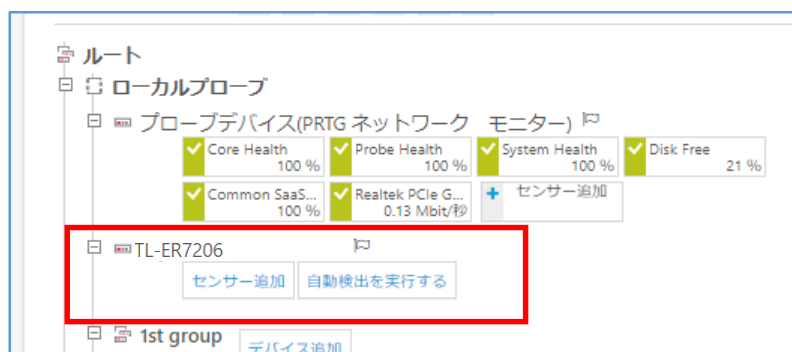 ルート
ローカルプローブ
プローブデバイス(PRTG ネットワーク　モニター)
Core Health 100 % Probe Health 100 % System Health 100 % Disk Free 21 %
Common SaaS... 100 % Realtek PCIe G... 0.13 Mbit/秒 センサー追加
TL-ER7206
センサー追加 自動検出を実行する
1st group デバイス追加